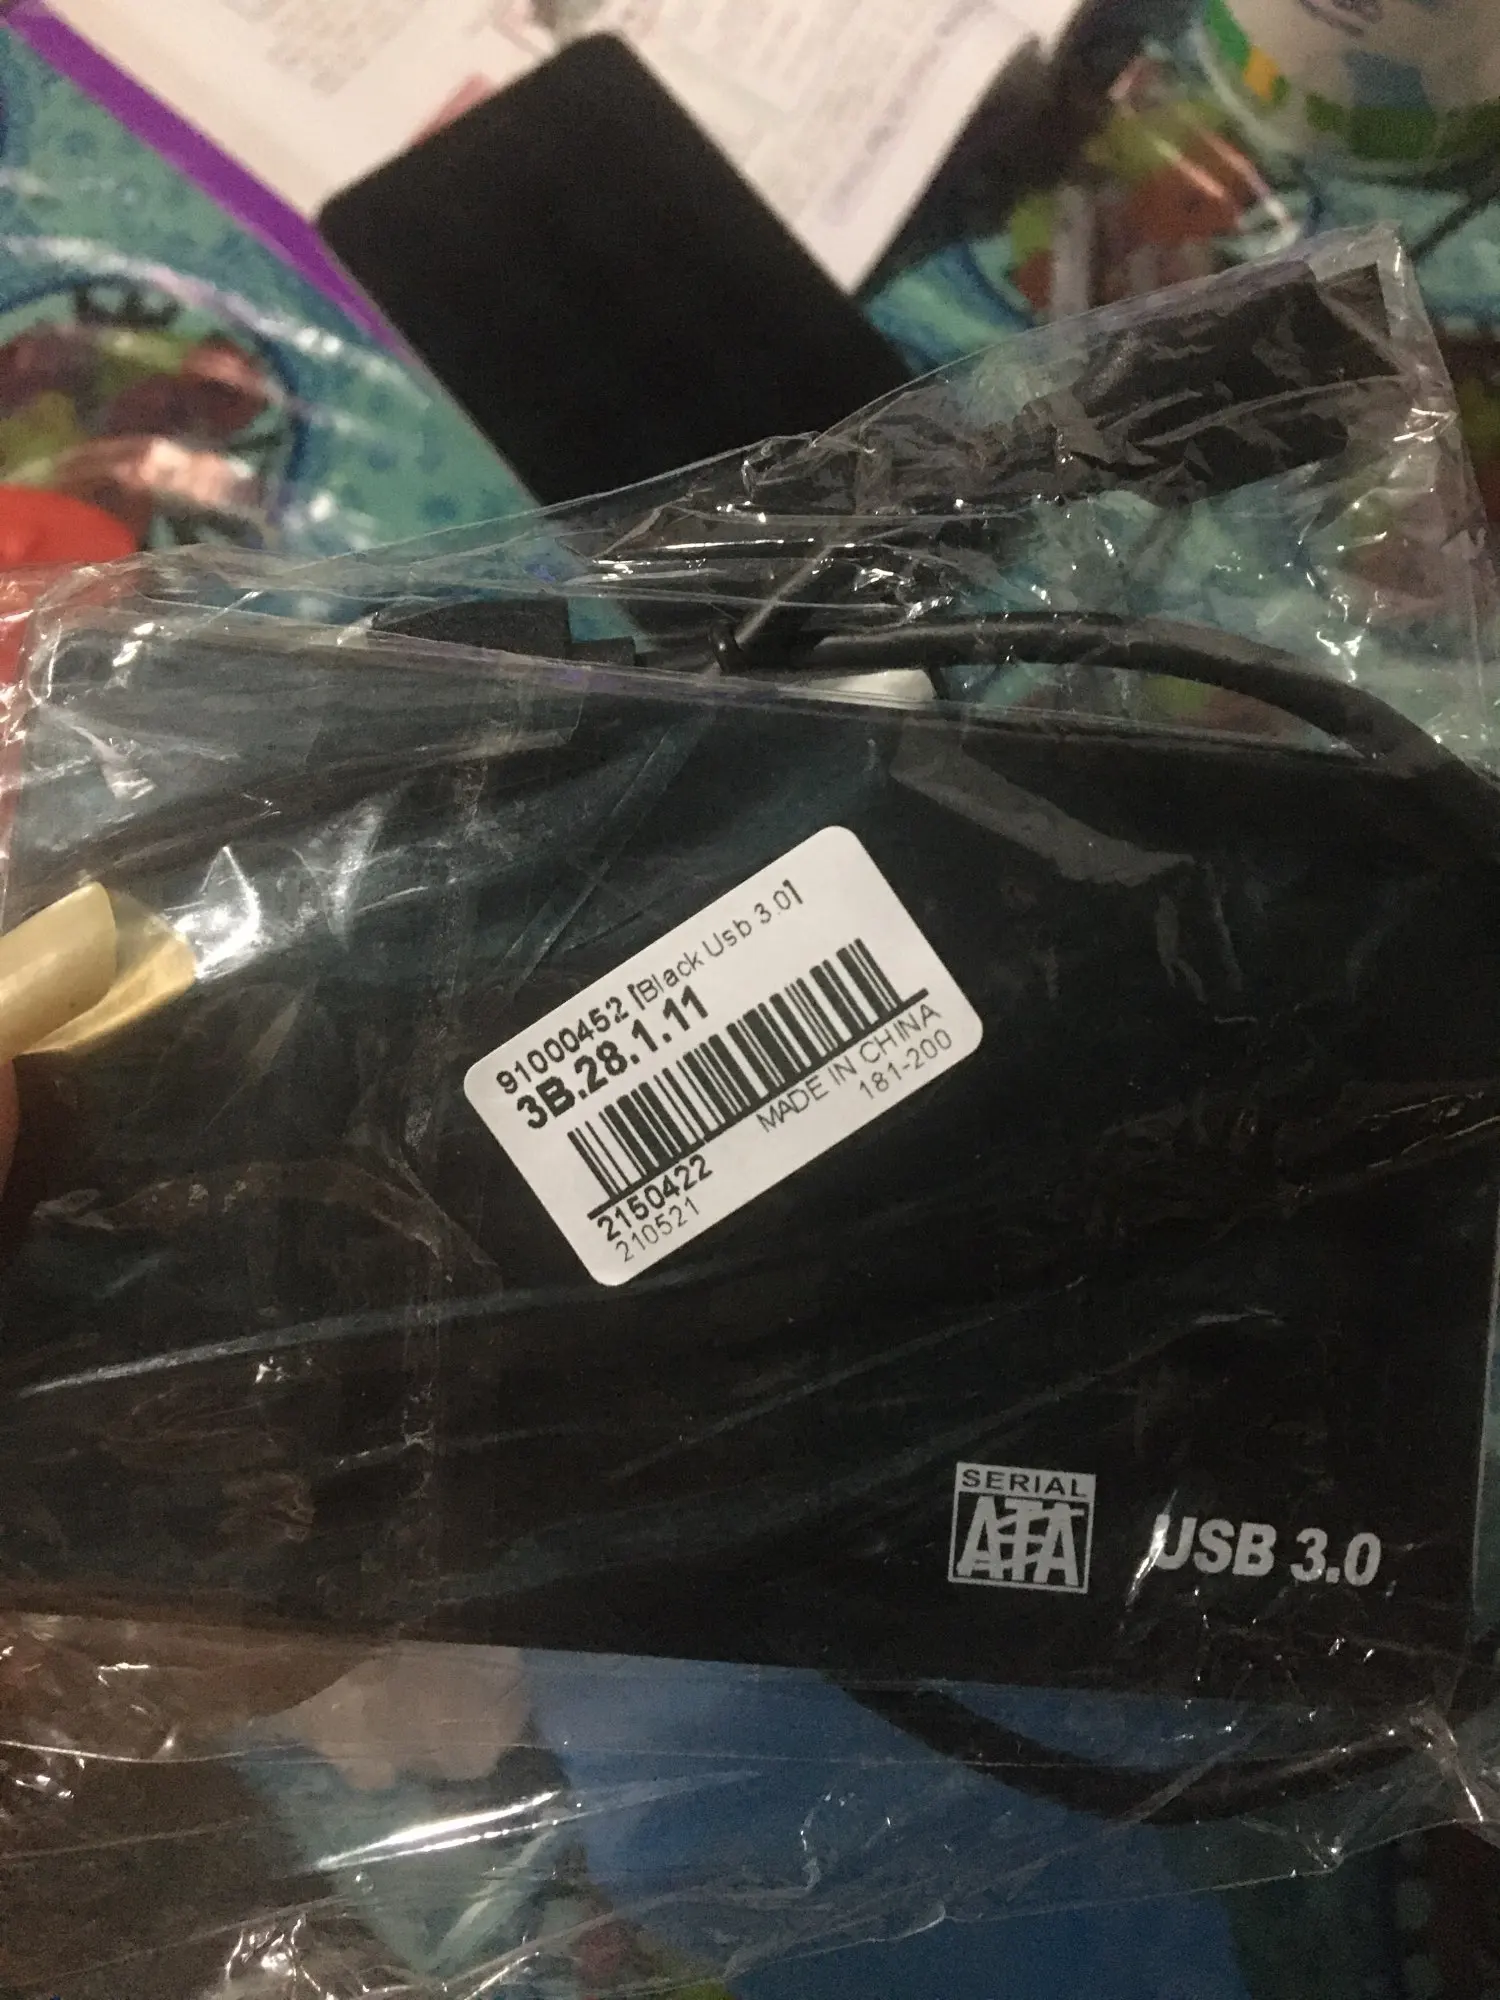 91000452 [Black Usb 3.0]
3B.28.1.11
MADE IN CHINA
2150422
181-200
210521
SERIAL
ATA
USB 3.0